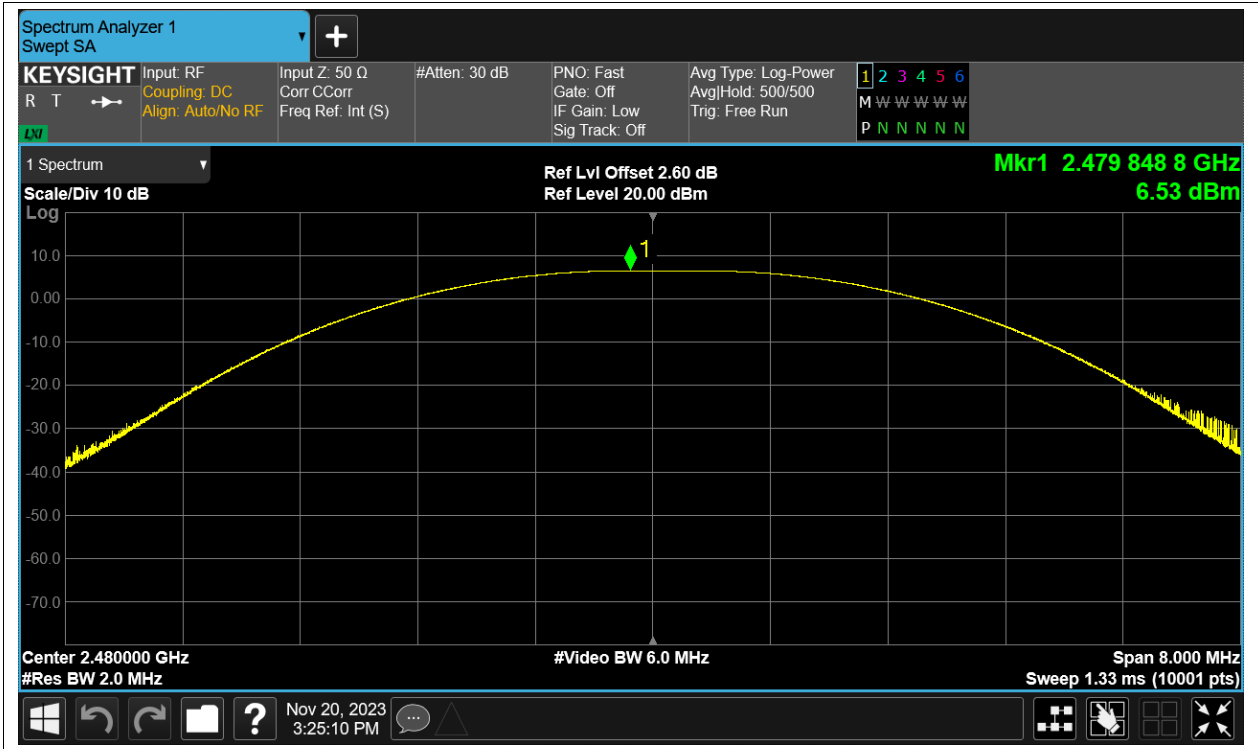 Spectrum Analyzer 1
Swept SA
+
KEYSIGHT
R T
LXI
Input: RF
Coupling: DC
Align: Auto/No RF
Input Z: 50 Ω
Corr CCorr
Freq Ref: Int (S)
#Atten: 30 dB
PNO: Fast
Gate: Off
IF Gain: Low
Sig Track: Off
Avg Type: Log-Power
Avg|Hold: 500/500
Trig: Free Run
1 2 3 4 5 6
M W W W W W
P N N N N N
1 Spectrum
Scale/Div 10 dB
Log
Ref Lvl Offset 2.60 dB
Ref Level 20.00 dBm
Mkr1 2.479 848 8 GHz
6.53 dBm
1
10.0
0.00
-10.0
-20.0
-30.0
-40.0
-50.0
-60.0
-70.0
Center 2.480000 GHz
#Res BW 2.0 MHz
#Video BW 6.0 MHz
Span 8.000 MHz
Sweep 1.33 ms (10001 pts)
?
Nov 20, 2023
3:25:10 PM